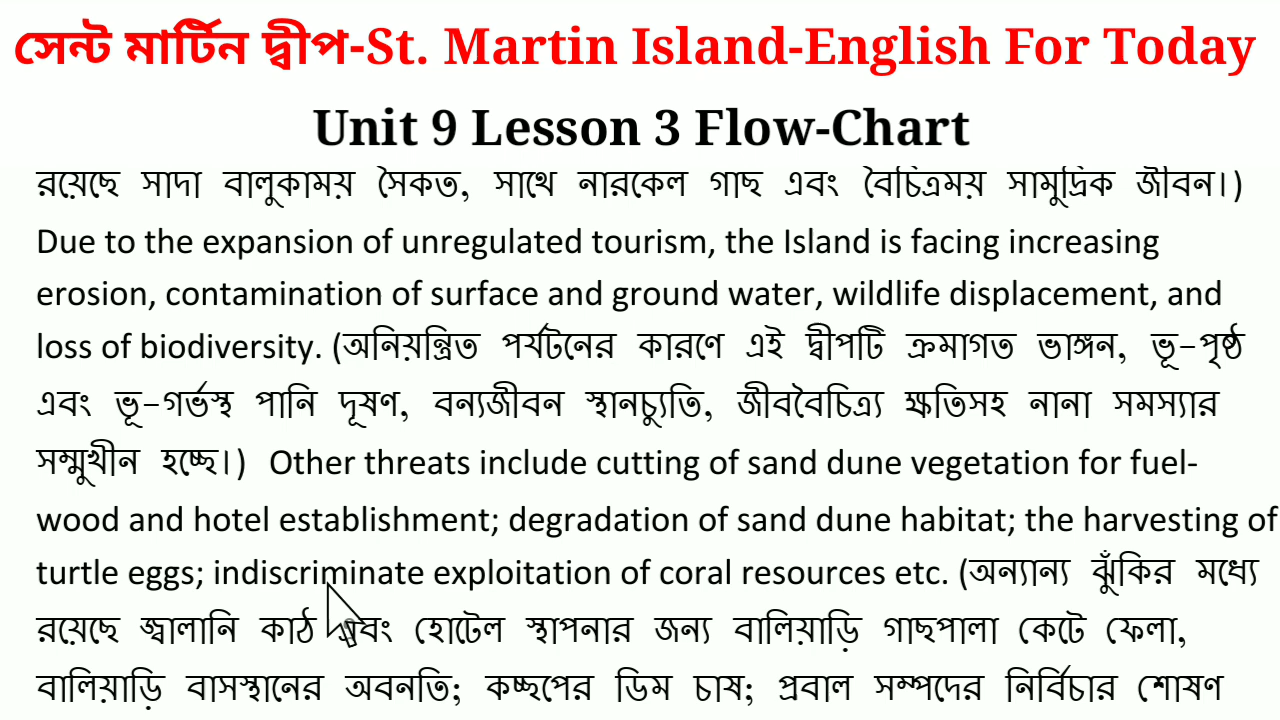 সেন্ট মার্টিন দ্বীপ-St. Martin Island-English For Today
Unit 9 Lesson 3 Flow-Chart
রয়েছে সাদা বালুকাময় সৈকত, সাথে নারকেল গাছ এবং বৈচিত্রময় সামুদ্রিক জীবন।)
Due to the expansion of unregulated tourism, the Island is facing increasing
erosion, contamination of surface and ground water, wildlife displacement, and
loss of biodiversity. (অনিয়ন্ত্রিত পর্যটনের কারণে এই দ্বীপটি ক্রমাগত ভাঙ্গন, ভূ-পৃষ্ঠ
এবং ভূ-গর্ভস্থ পানি দূষণ, বন্যজীবন স্থানচ্যুতি, জীববৈচিত্র্য ক্ষতিসহ নানা সমস্যার
সম্মুখীন হচ্ছে।) Other threats include cutting of sand dune vegetation for fuel-
wood and hotel establishment; degradation of sand dune habitat; the harvesting of
turtle eggs; indiscriminate exploitation of coral resources etc. (অন্যান্য ঝুঁকির মধ্যে
রয়েছে জ্বালানি কাঠ এবং হোটেল স্থাপনার জন্য বালিয়াড়ি গাছপালা কেটে ফেলা,
বালিয়াড়ি বাসস্থানের অবনতি; কচ্ছপের ডিম চাষ; প্রবাল সম্পদের নির্বিচার শোষণ